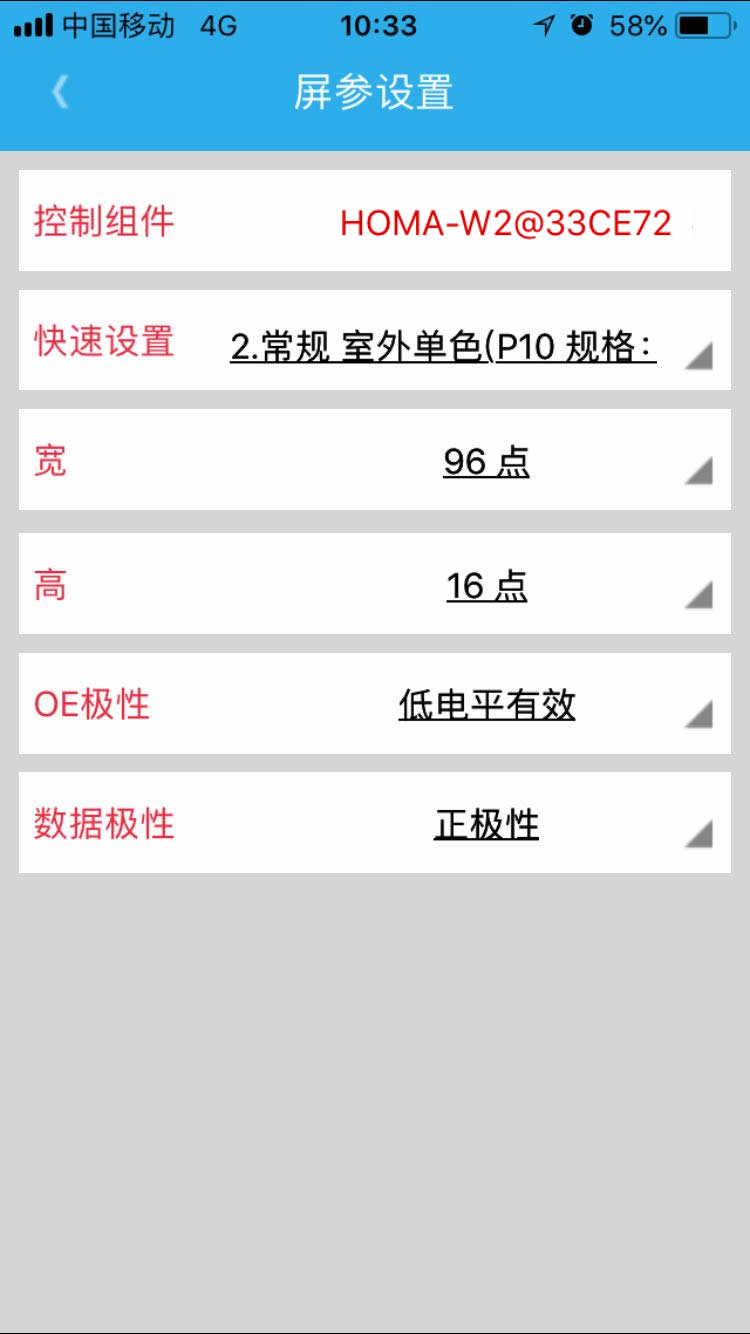 中国移动 4G 10:33 58%
屏参设置
控制组件 HOMA-W2@33CE72
快速设置 2.常规 室外单色(P10 规格:
宽 96 点
高 16 点
OE极性 低电平有效
数据极性 正极性